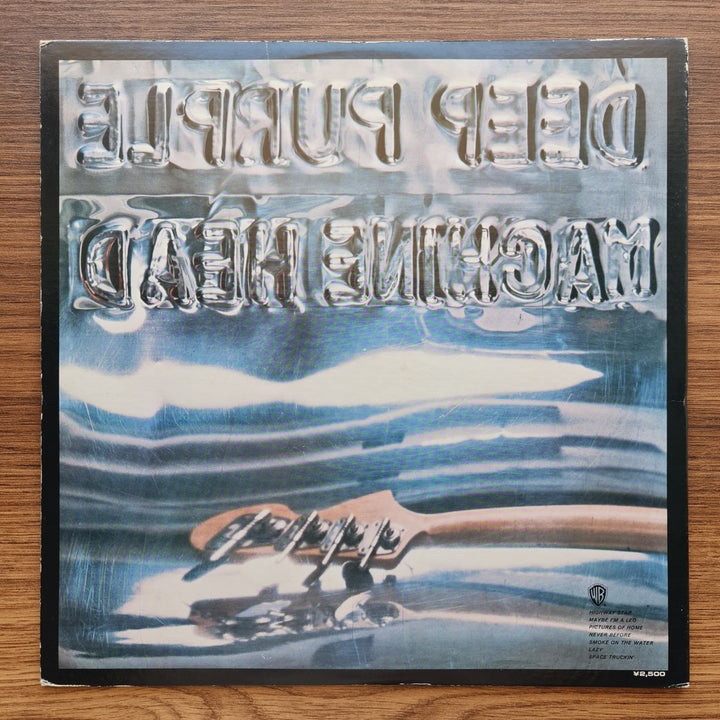 DEEP PURPLE
MACHINE HEAD
WB
HIGHWAY STAR
MAYBE I'M A LEO
PICTURES OF HOME
NEVER BEFORE
SMOKE ON THE WATER
LAZY
SPACE TRUCKIN'
¥2,500